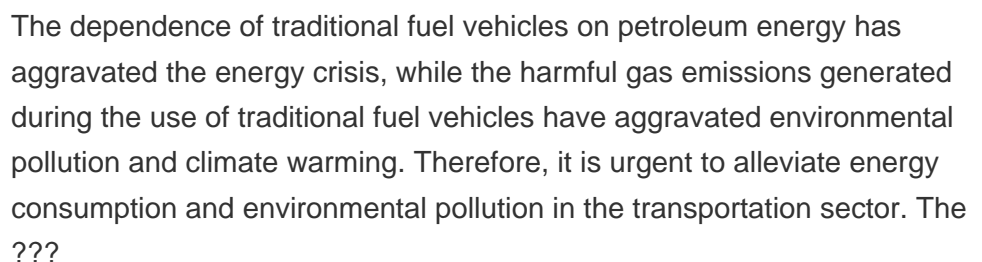 The dependence of traditional fuel vehicles on petroleum energy has
aggravated the energy crisis, while the harmful gas emissions generated
during the use of traditional fuel vehicles have aggravated environmental
pollution and climate warming. Therefore, it is urgent to alleviate energy
consumption and environmental pollution in the transportation sector. The
???